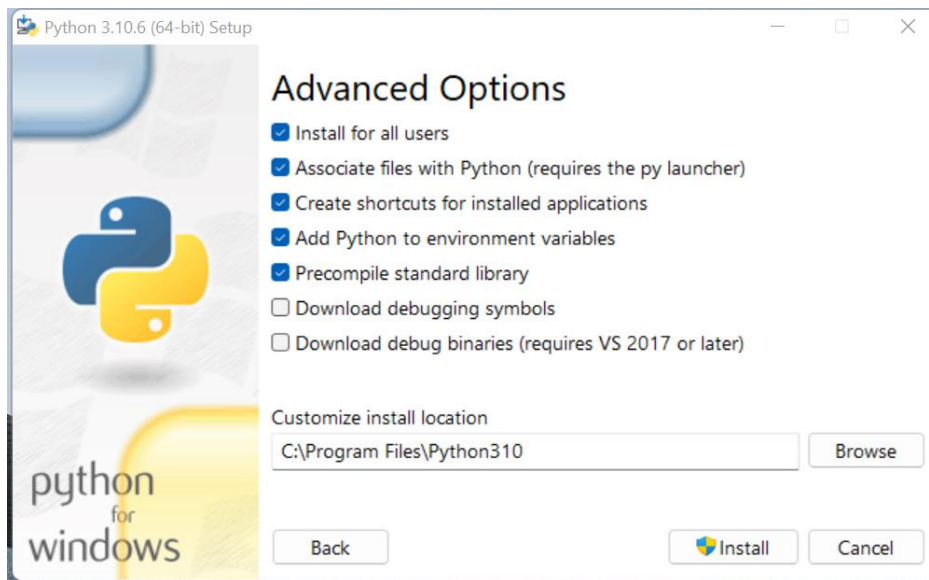 Python 3.10.6 (64-bit) Setup
Advanced Options
Install for all users
Associate files with Python (requires the py launcher)
Create shortcuts for installed applications
Add Python to environment variables
Precompile standard library
Download debugging symbols
Download debug binaries (requires VS 2017 or later)
Customize install location
C:\Program Files\Python310
Browse
python
for
windows
Back
Install
Cancel